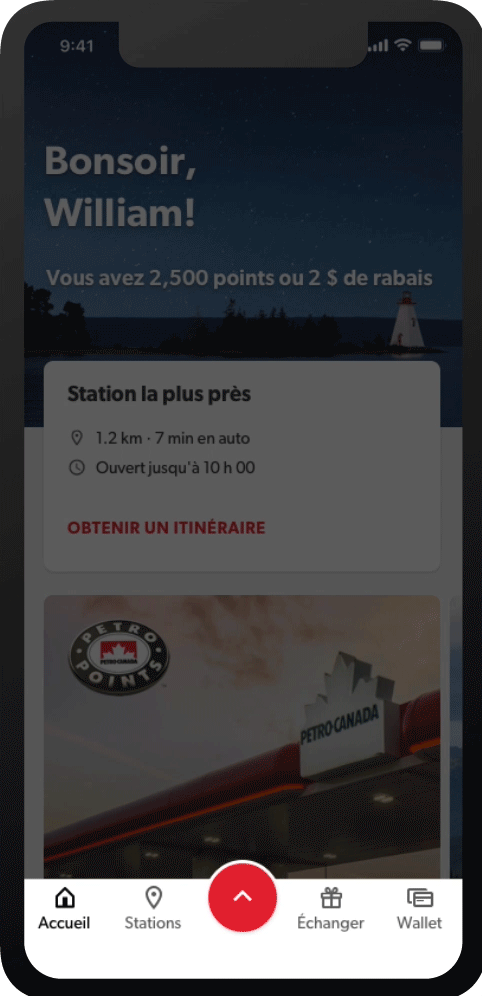 9:41
Bonsoir,
William!
Vous avez 2,500 points ou 2 $ de rabais
Station la plus près
1.2 km · 7 min en auto
Ouvert jusqu'à 10 h 00
OBTENIR UN ITINÉRAIRE
PETRO
PETRO-CANADA
POINTS
PETRO-CANADA
Accueil
Stations
Échanger
Wallet